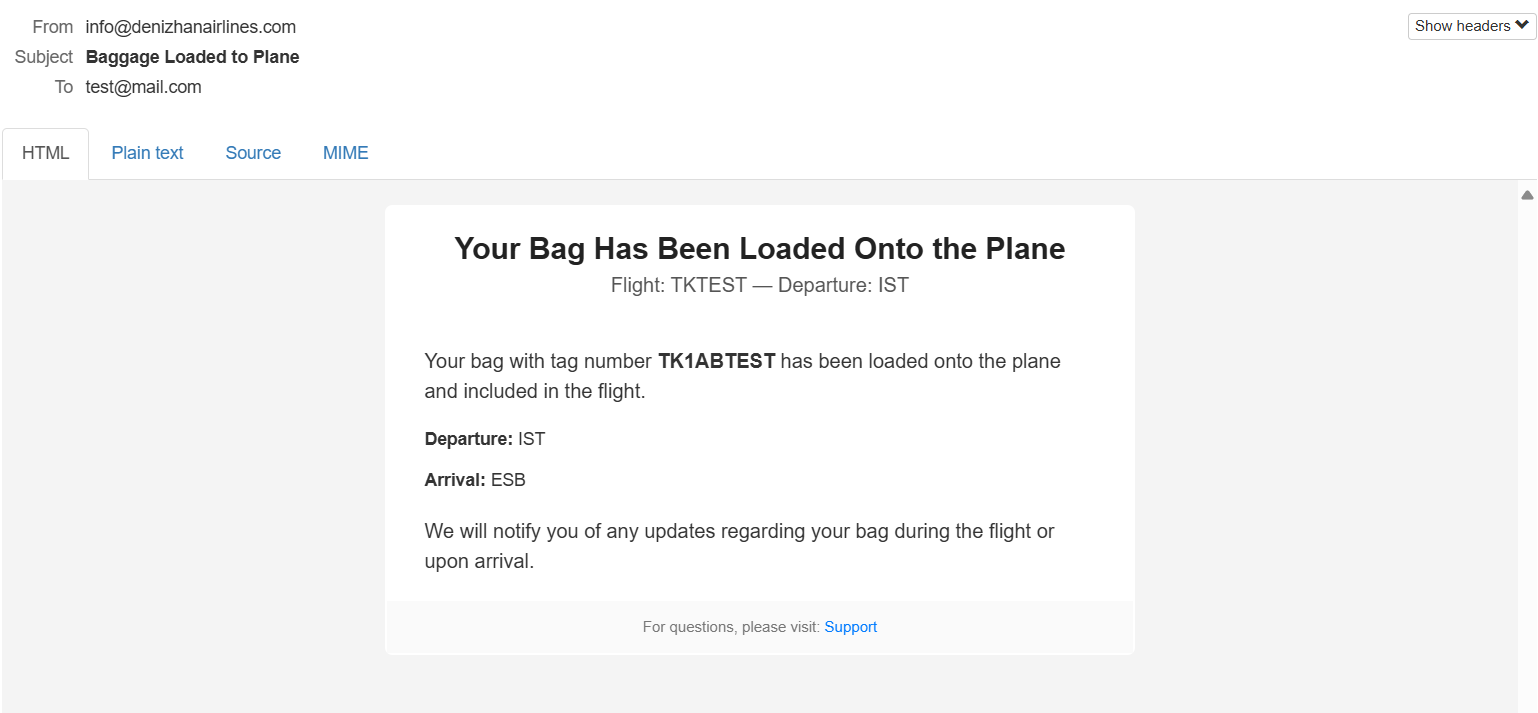 From info@denizhanairlines.com
Show headers
Subject Baggage Loaded to Plane
To test@mail.com
HTML Plain text Source MIME
Your Bag Has Been Loaded Onto the Plane
Flight: TKTEST — Departure: IST
Your bag with tag number TK1ABTEST has been loaded onto the plane
and included in the flight.
Departure: IST
Arrival: ESB
We will notify you of any updates regarding your bag during the flight or
upon arrival.
For questions, please visit: Support